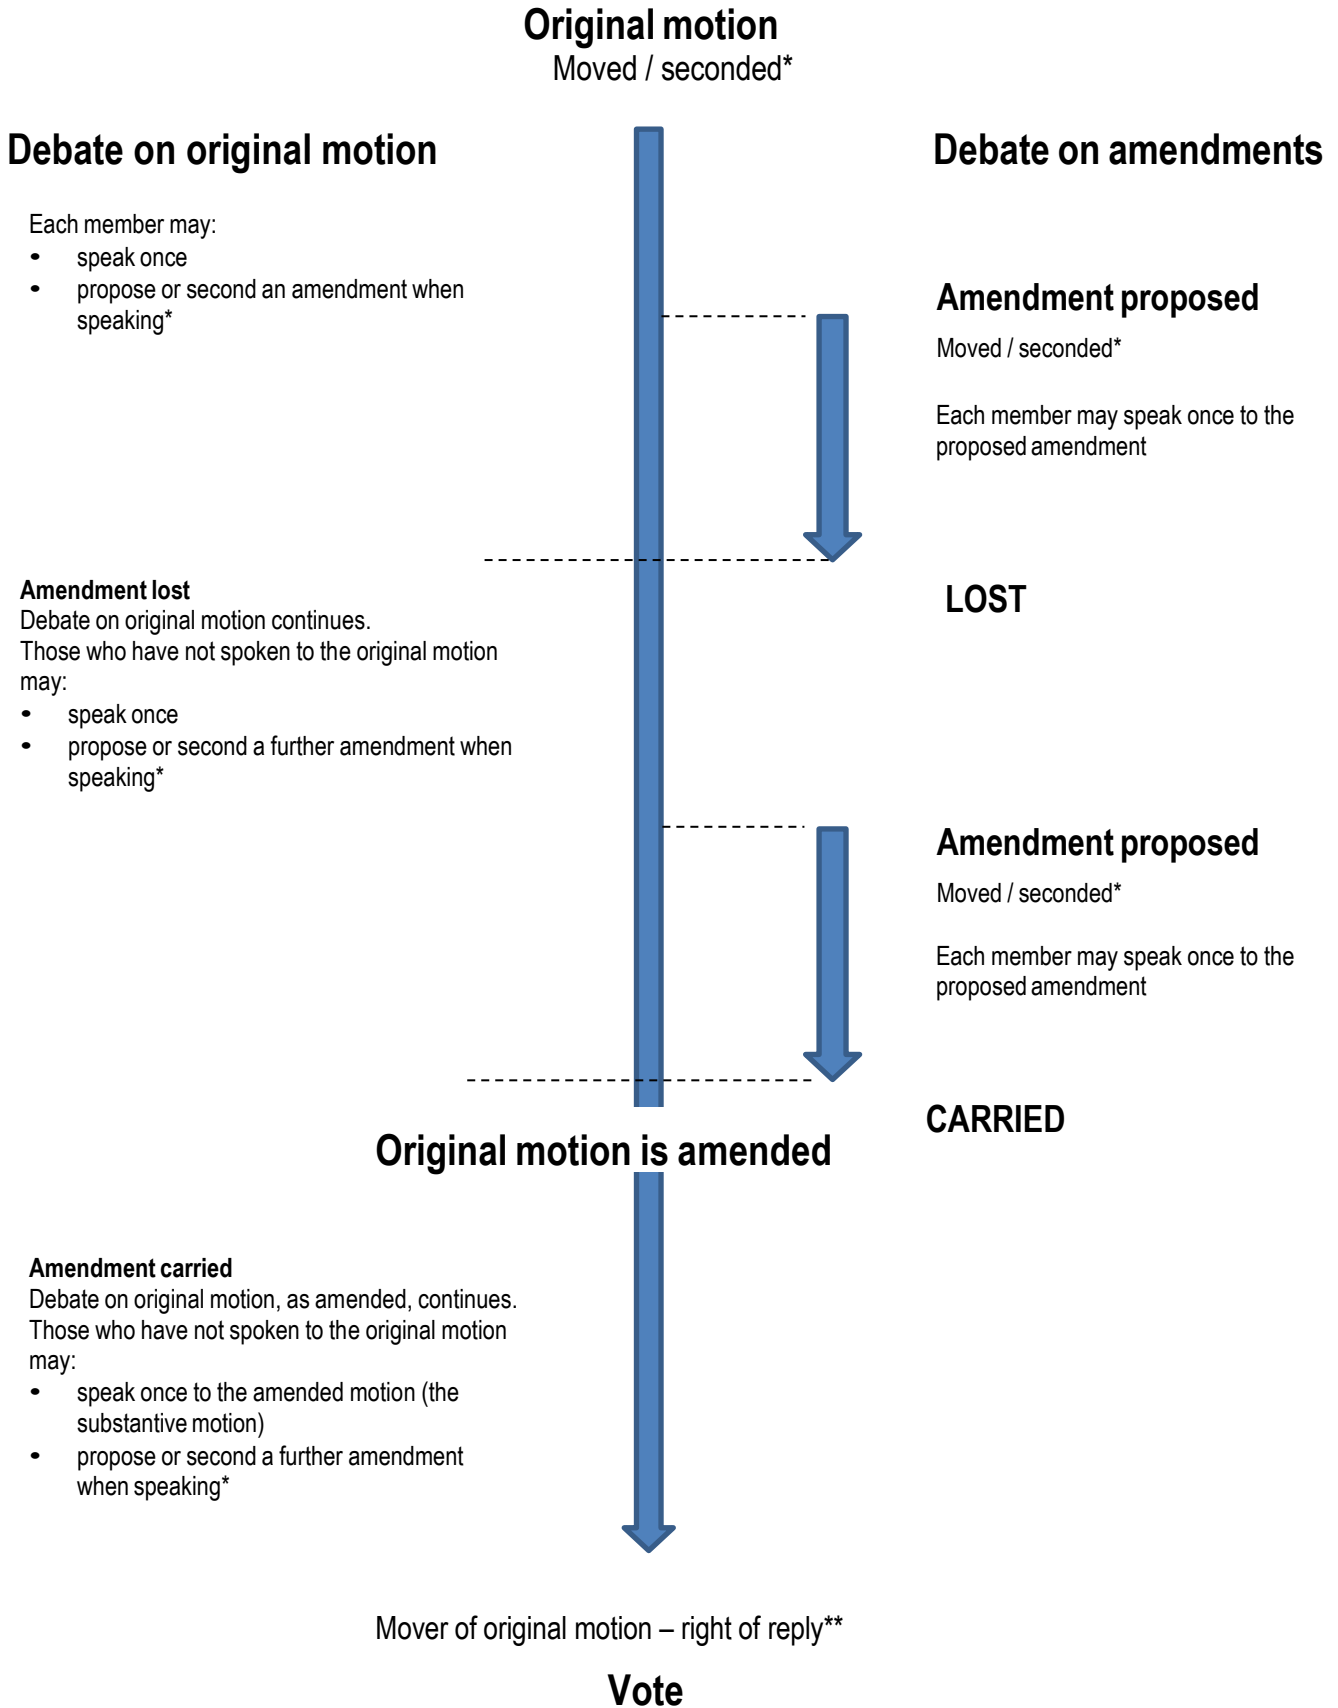 Original motion
Moved / seconded*
Debate on original motion
Debate on amendments
Each member may:
• speak once
• propose or second an amendment when
speaking*
Amendment proposed
Moved / seconded*
Each member may speak once to the
proposed amendment
LOST
Amendment lost
Debate on original motion continues.
Those who have not spoken to the original motion
may:
• speak once
• propose or second a further amendment when
speaking*
Amendment proposed
Moved / seconded*
Each member may speak once to the
proposed amendment
CARRIED
Original motion is amended
Amendment carried
Debate on original motion, as amended, continues.
Those who have not spoken to the original motion
may:
• speak once to the amended motion (the
substantive motion)
• propose or second a further amendment
when speaking*
Mover of original motion – right of reply**
Vote